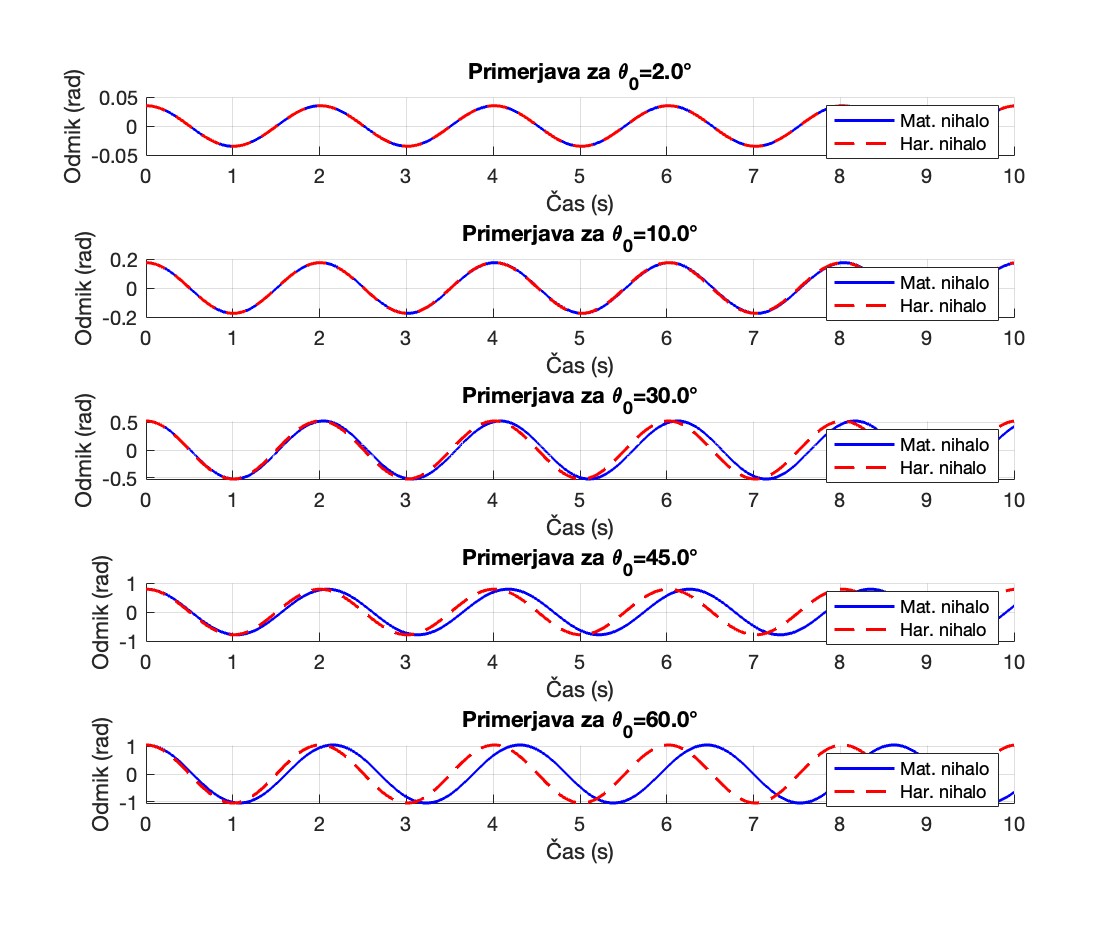 Primerjava za θ0=2.0°
Odmik (rad)
0.05
0
-0.05
Mat. nihalo
Har. nihalo
0 1 2 3 4 5 6 7 8 9 10
Čas (s)
Primerjava za θ0=10.0°
Odmik (rad)
0.2
0
-0.2
Mat. nihalo
Har. nihalo
0 1 2 3 4 5 6 7 8 9 10
Čas (s)
Primerjava za θ0=30.0°
Odmik (rad)
0.5
0
-0.5
Mat. nihalo
Har. nihalo
0 1 2 3 4 5 6 7 8 9 10
Čas (s)
Primerjava za θ0=45.0°
Odmik (rad)
1
0
-1
Mat. nihalo
Har. nihalo
0 1 2 3 4 5 6 7 8 9 10
Čas (s)
Primerjava za θ0=60.0°
Odmik (rad)
1
0
-1
Mat. nihalo
Har. nihalo
0 1 2 3 4 5 6 7 8 9 10
Čas (s)